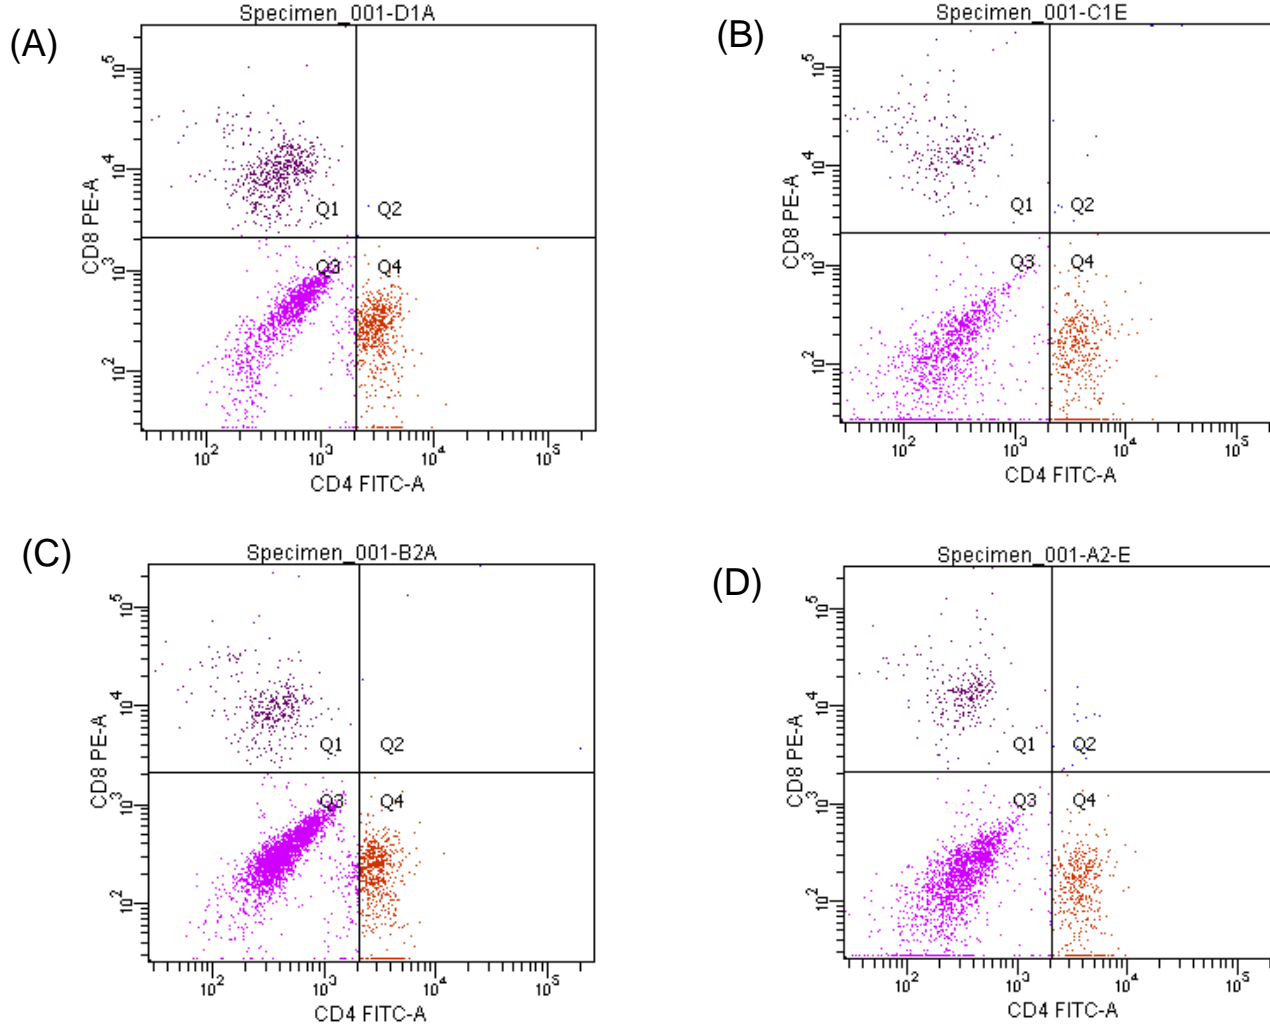 (A)
Specimen_001-D1A
CD8 PE-A
10^5
10^4
10^3
10^2
Q1
Q2
Q3
Q4
10^2 10^3 10^4 10^5
CD4 FITC-A
(B)
Specimen_001-C1E
CD8 PE-A
10^5
10^4
10^3
10^2
Q1
Q2
Q3
Q4
10^2 10^3 10^4 10^5
CD4 FITC-A
(C)
Specimen_001-B2A
CD8 PE-A
10^5
10^4
10^3
10^2
Q1
Q2
Q3
Q4
10^2 10^3 10^4 10^5
CD4 FITC-A
(D)
Specimen_001-A2-E
CD8 PE-A
10^5
10^4
10^3
10^2
Q1
Q2
Q3
Q4
10^2 10^3 10^4 10^5
CD4 FITC-A